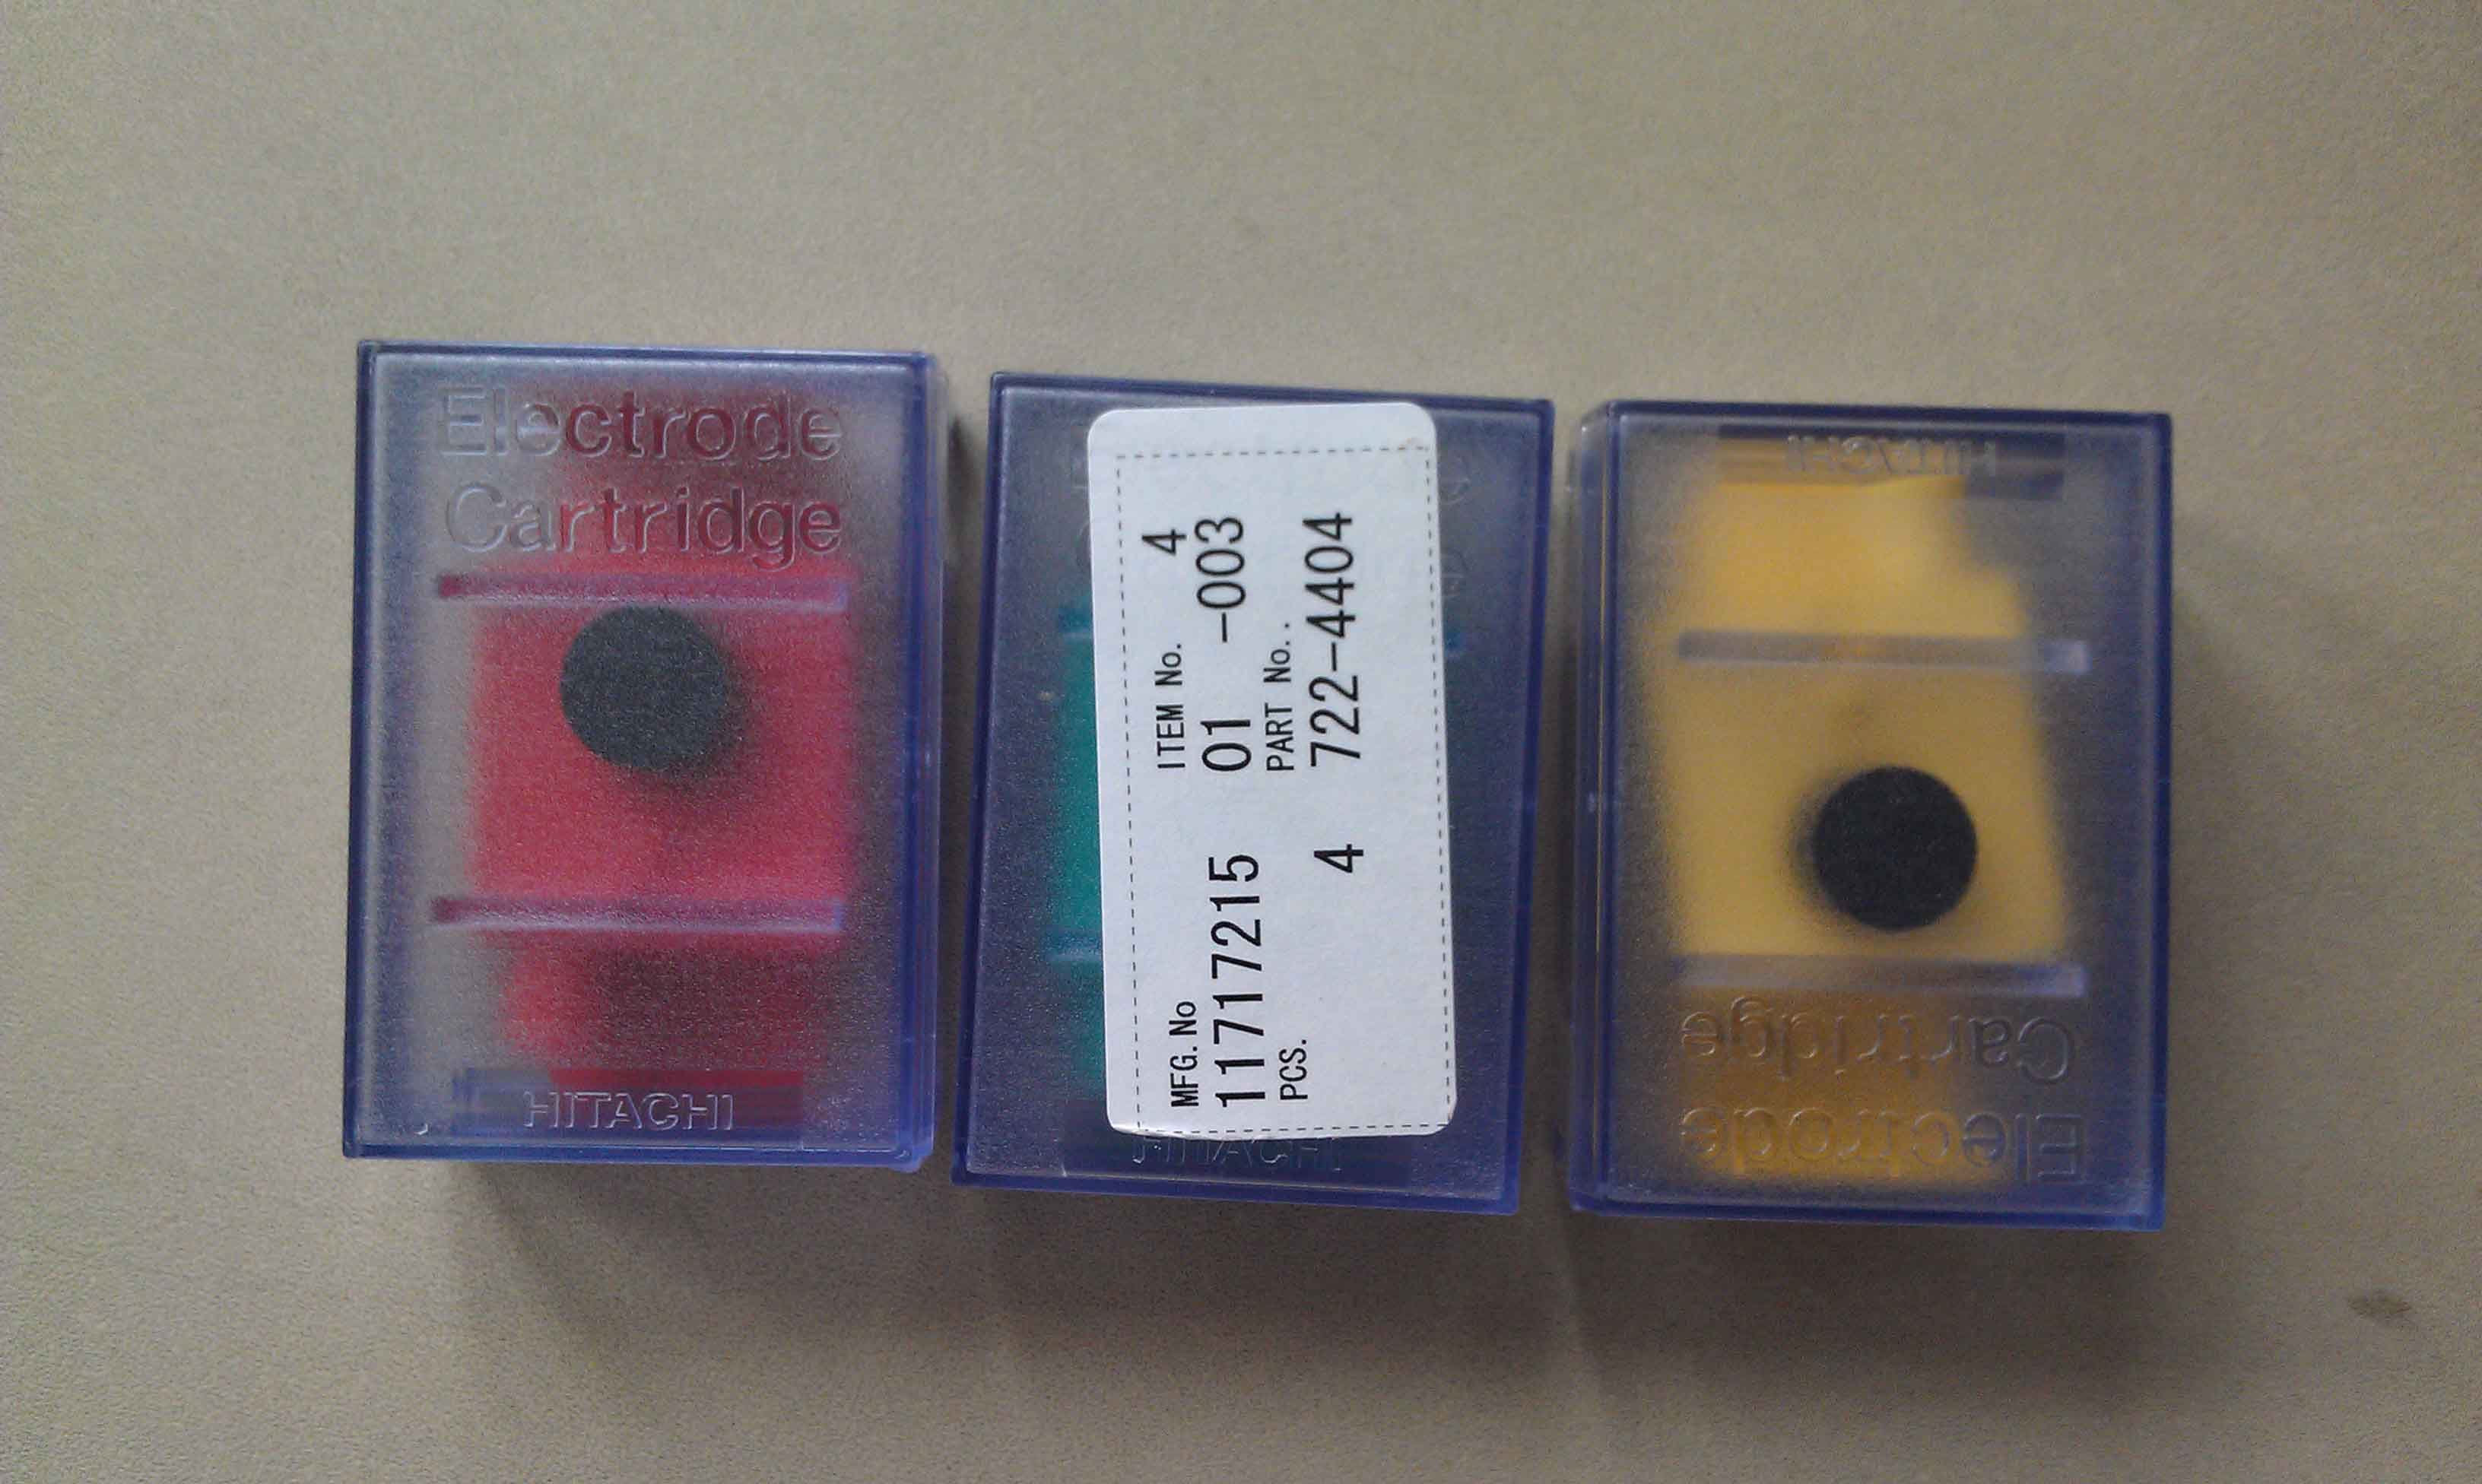 Electrode
Cartridge
HITACHI
MFG.No ITEM No. 4
11717215 01 -003
PCS. PART No..
4 722-4404
HITACHI
Electrode
Cartridge
HITACHI